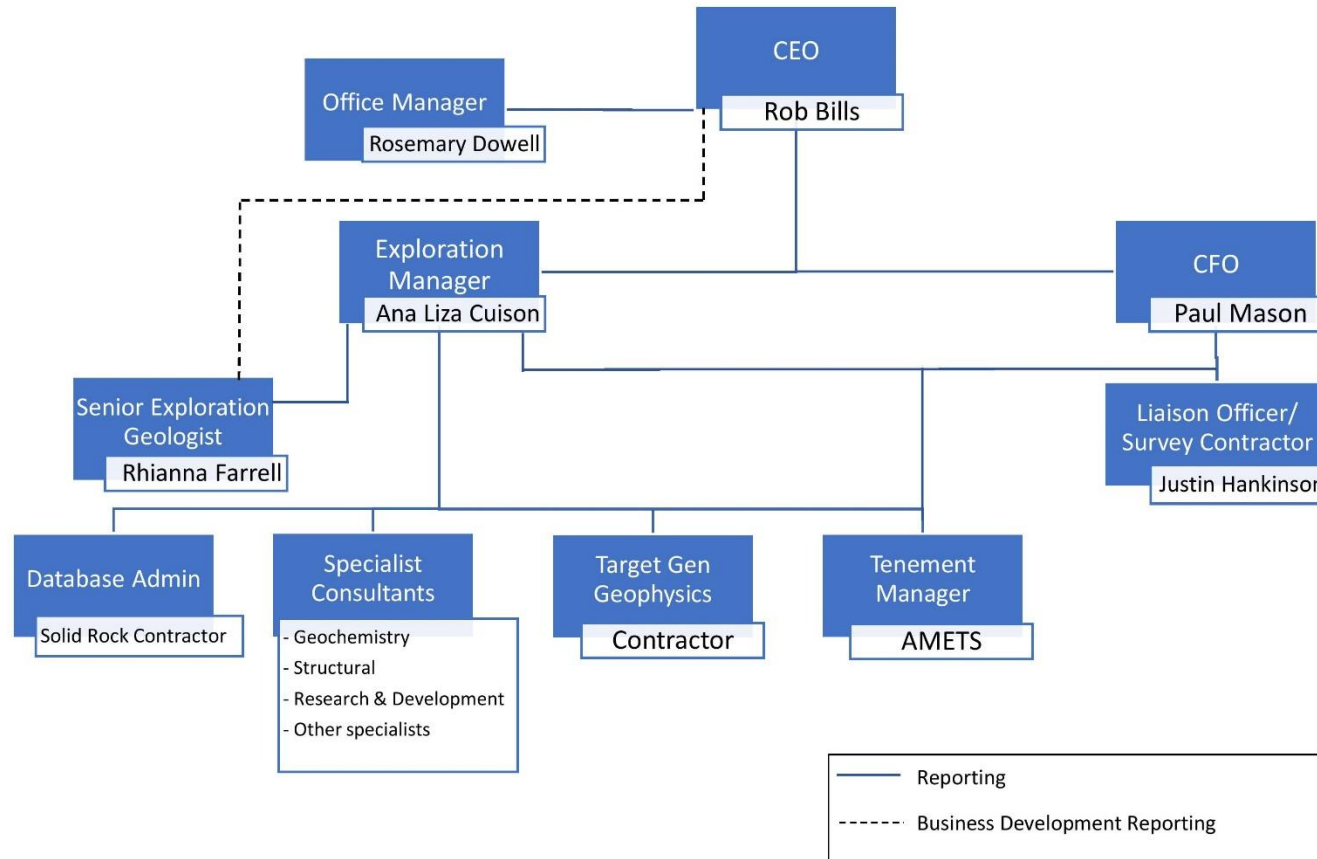 CEO
Rob Bills
Office Manager
Rosemary Dowell
Exploration
Manager
Ana Liza Cuison
CFO
Paul Mason
Senior Exploration
Geologist
Rhianna Farrell
Liaison Officer/
Survey Contractor
Justin Hankinson
Database Admin
Solid Rock Contractor
Specialist
Consultants
- Geochemistry
- Structural
- Research & Development
- Other specialists
Target Gen
Geophysics
Contractor
Tenement
Manager
AMETS
Reporting
Business Development Reporting